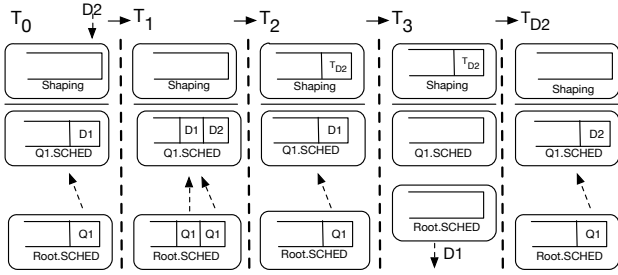 D2
T0 T1 T2 T3 TD2
TD2 TD2
Shaping Shaping Shaping Shaping Shaping
D1 D1 D2 D1 D2
Q1.SCHED Q1.SCHED Q1.SCHED Q1.SCHED Q1.SCHED
Q1 Q1 Q1 Q1 Q1
Root.SCHED Root.SCHED Root.SCHED Root.SCHED Root.SCHED
D1